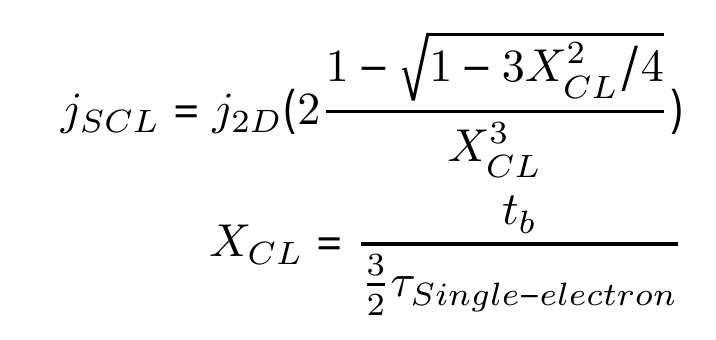 j_{SCL} = j_{2D}(2\frac{1-\sqrt{1-3X_{CL}^{2}/4}}{X_{CL}^{3}})
X_{CL} = \frac{t_b}{\frac{3}{2}\tau_{Single-electron}}